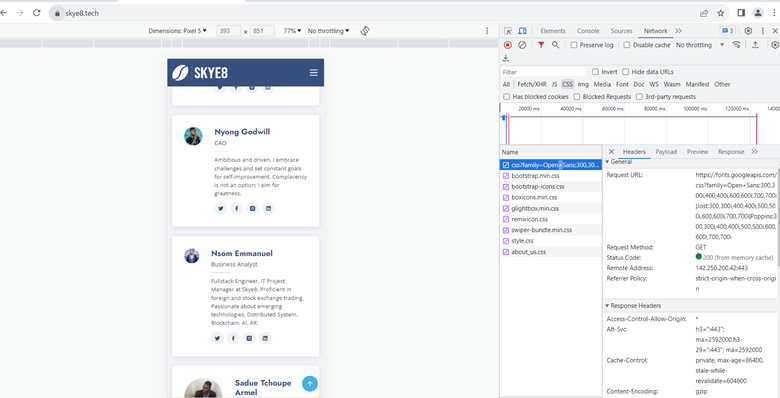 skye8.tech
Dimensions: Pixel 5 393 × 851 77% No throttling
Elements Console Sources Network 3
Preserve log Disable cache No throttling
Filter Invert Hide data URLs
All Fetch/XHR JS CSS Img Media Font Doc WS Wasm Manifest Other
Has blocked cookies Blocked Requests 3rd-party requests
20000 ms 40000 ms 60000 ms 80000 ms 100000 ms 120000 ms 14000
SKYE8
Nyong Godwill
CAO
Ambitious and driven, I embrace
challenges and set constant goals
for self-improvement. Complacency
is not an option; I aim for
greatness.
Nsom Emmanuel
Business Analyst
Fullstack Engineer, IT Project
Manager at Skye8. Proficient in
foreign and stock exchange trading.
Passionate about emerging
technologies: Distributed System,
Blockchain, AI, AR.
Sadue Tchoupe
Armel
Name
css?family=Open+Sans:300,30...
bootstrap.min.css
bootstrap-icons.css
boxicons.min.css
glightbox.min.css
remixicon.css
swiper-bundle.min.css
style.css
about_us.css
Headers Payload Preview Response
General
Request URL: https://fonts.googleapis.com/
css?family=Open+Sans:300,3
00i,400,400i,600,600i,700,700i
|Jost:300,300i,400,400i,500,50
0i,600,600i,700,700i|Poppins:3
00,300i,400,400i,500,500i,600,
600i,700,700i
Request Method: GET
Status Code: 200 (from memory cache)
Remote Address: 142.250.200.42:443
Referrer Policy: strict-origin-when-cross-origi
n
Response Headers
Access-Control-Allow-Origin: *
Alt-Svc: h3=":443";
ma=2592000,h3-
29=":443"; ma=2592000
Cache-Control: private, max-age=86400,
stale-while-
revalidate=604800
Content-Encoding: gzip